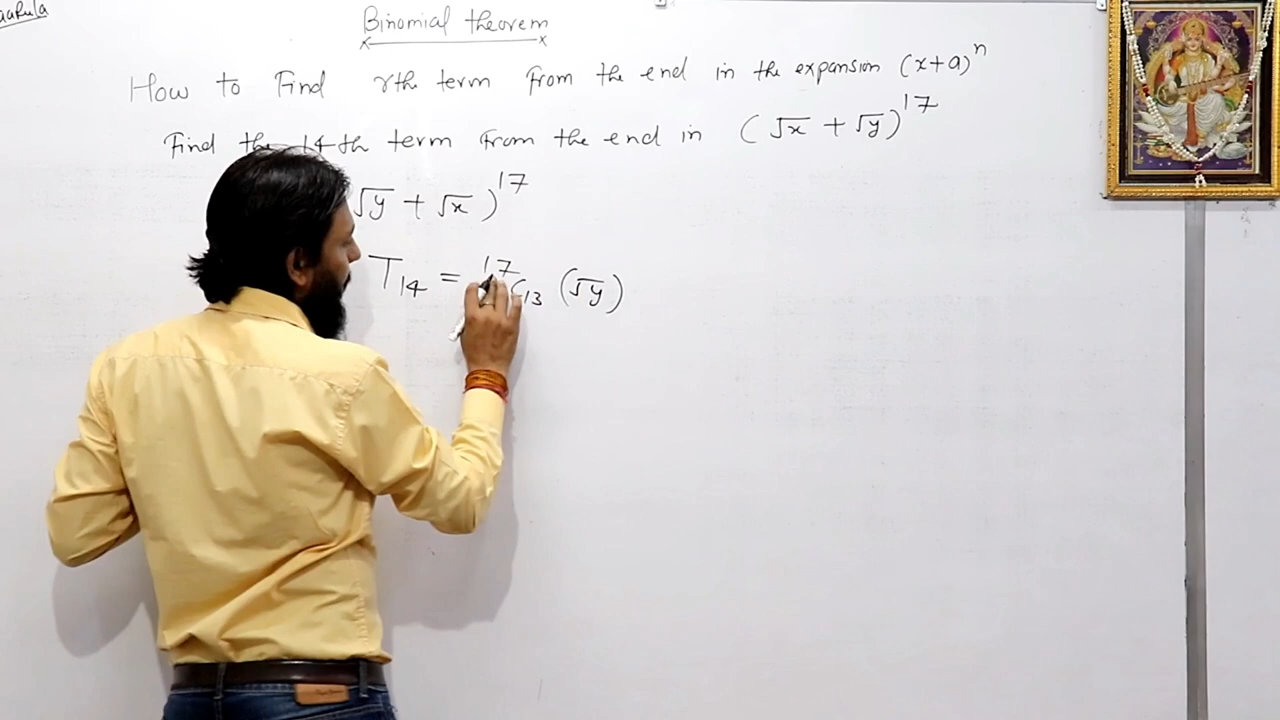 Binomial theorem
How to Find rth term from the end in the expansion (x+a)^n
Find the 14th term from the end in (√x + √y)^17
√y + √x )^17
T14 = 17C13 (√y)